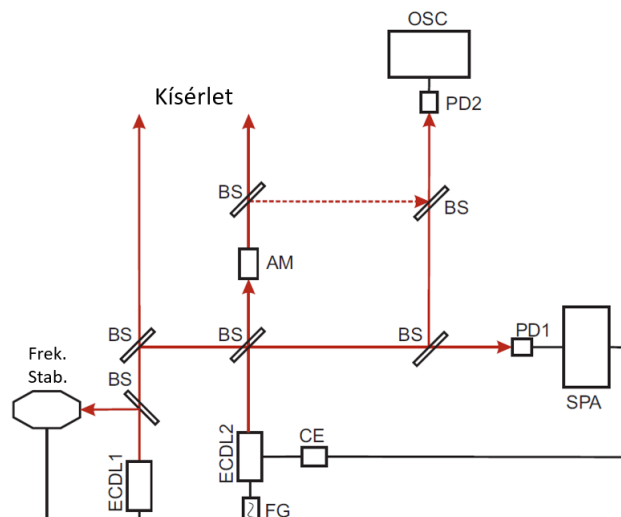 OSC
PD2
Kísérlet
BS
BS
AM
BS
BS
BS
PD1
Frek.
Stab.
BS
SPA
ECDL1
ECDL2
CE
FG